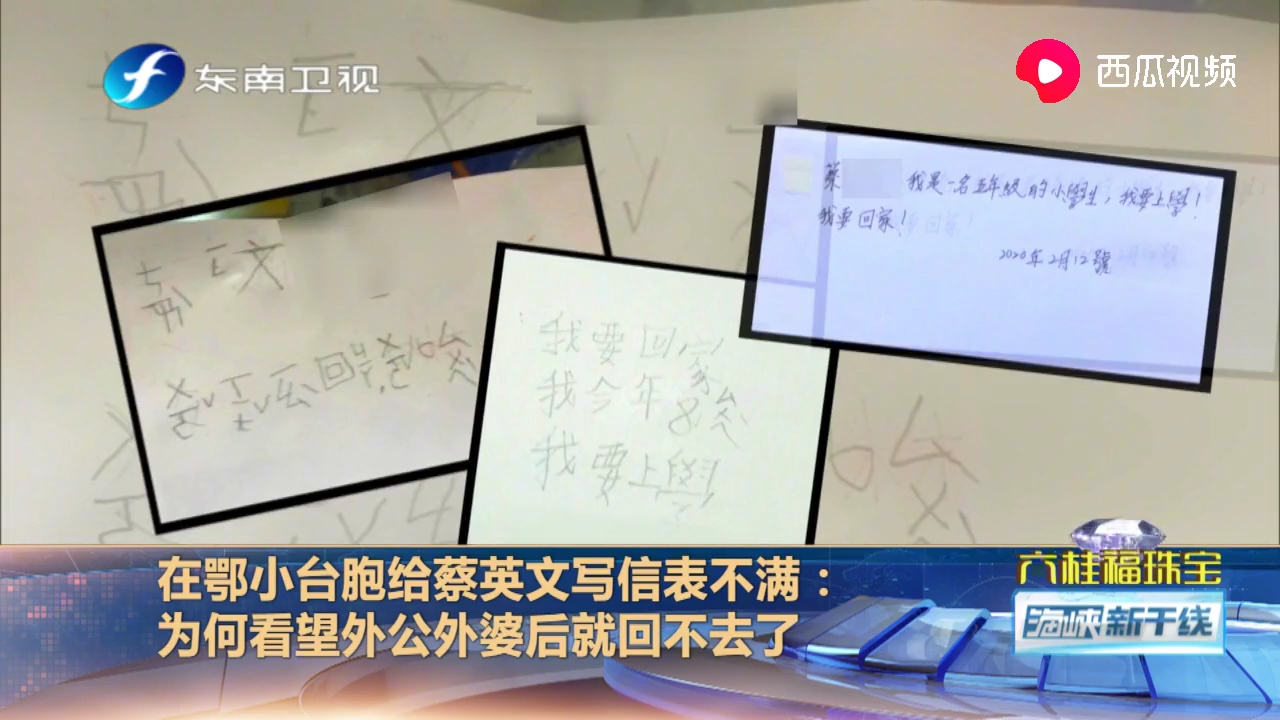 东南卫视
西瓜视频
蔡 我是一名五年級的小學生，我要上學！
我要回家！
2020年2月12號
文
回
我要回家
我今年8歲
我要上學
在鄂小台胞给蔡英文写信表不满：
为何看望外公外婆后就回不去了
六桂福珠宝
海峡新干线